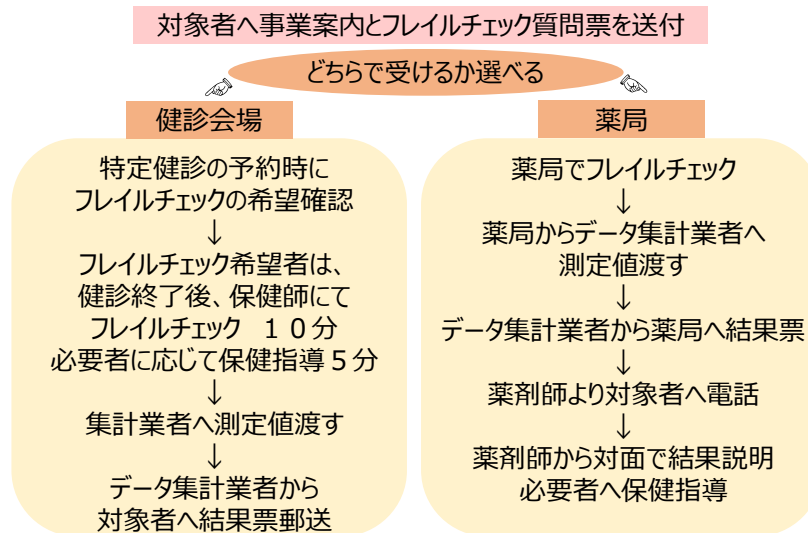 対象者へ事業案内とフレイルチェック質問票を送付
どちらで受けるか選べる
健診会場
特定健診の予約時に
フレイルチェックの希望確認
↓
フレイルチェック希望者は、
健診終了後、保健師にて
フレイルチェック　１０分
必要者に応じて保健指導５分
↓
集計業者へ測定値渡す
↓
データ集計業者から
対象者へ結果票郵送
薬局
薬局でフレイルチェック
↓
薬局からデータ集計業者へ
測定値渡す
↓
データ集計業者から薬局へ結果票
↓
薬剤師より対象者へ電話
↓
薬剤師から対面で結果説明
必要者へ保健指導